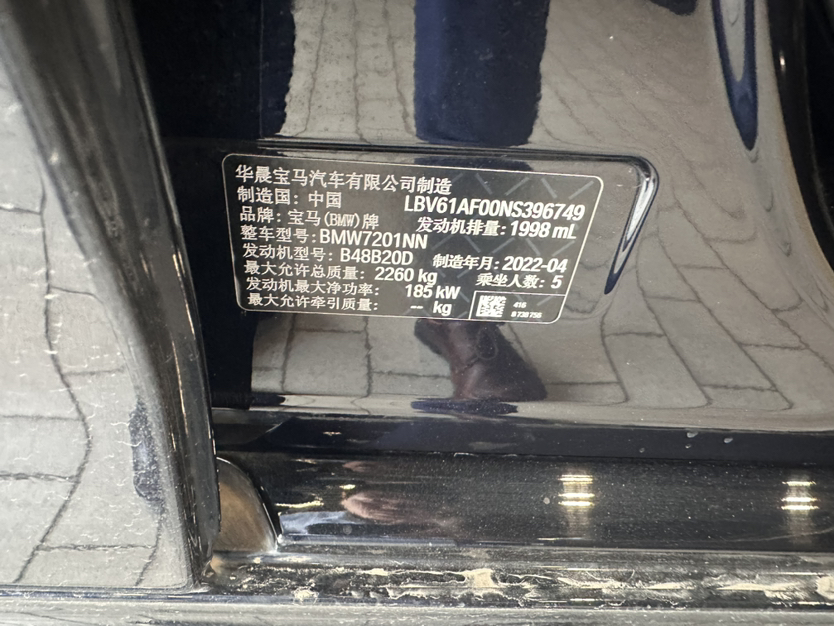 华晨宝马汽车有限公司制造
制造国：中国 LBV61AF00NS396749
品牌：宝马(BMW)牌 发动机排量：1998 mL
整车型号：BMW7201NN
发动机型号：B48B20D 制造年月：2022-04
最大允许总质量：2260 kg 乘坐人数：5
发动机最大净功率：185 kW
最大允许牵引质量：-- kg
416
8738756